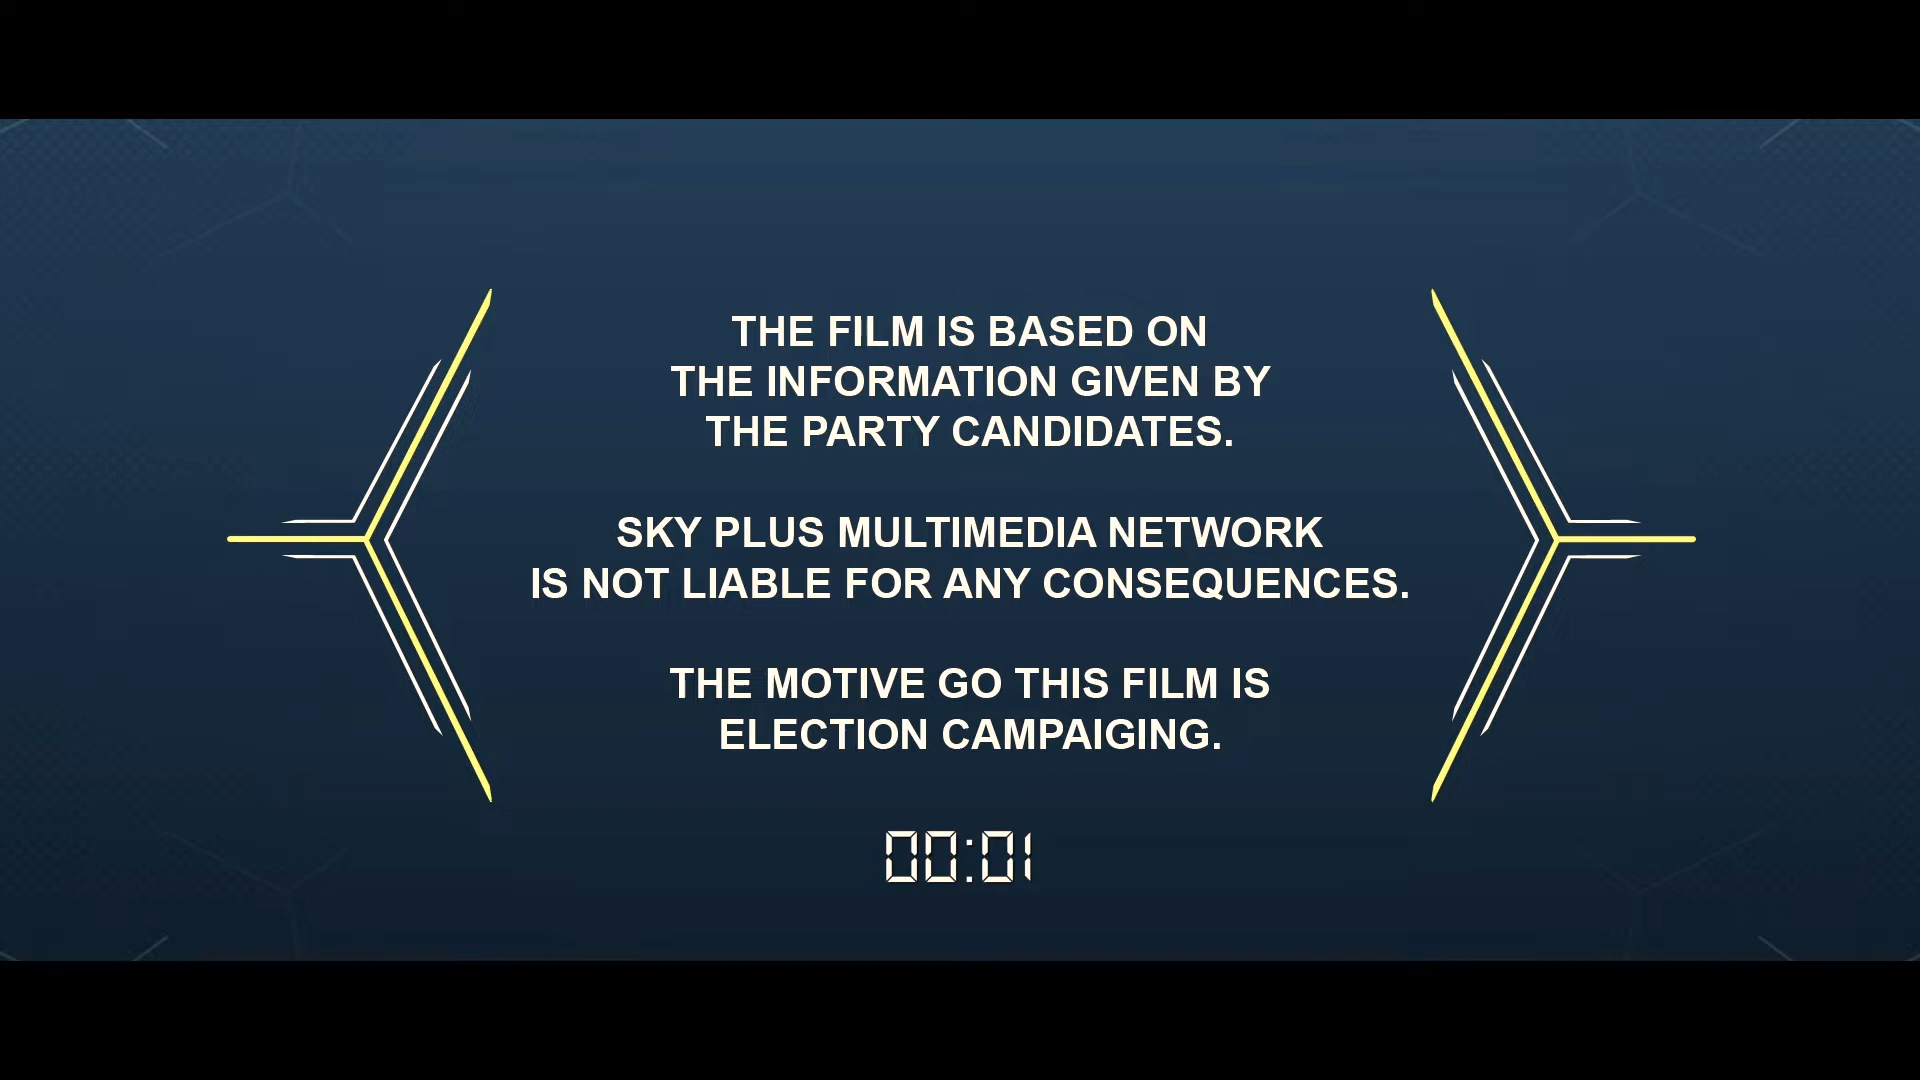 THE FILM IS BASED ON
THE INFORMATION GIVEN BY
THE PARTY CANDIDATES.
SKY PLUS MULTIMEDIA NETWORK
IS NOT LIABLE FOR ANY CONSEQUENCES.
THE MOTIVE GO THIS FILM IS
ELECTION CAMPAIGING.
00:01